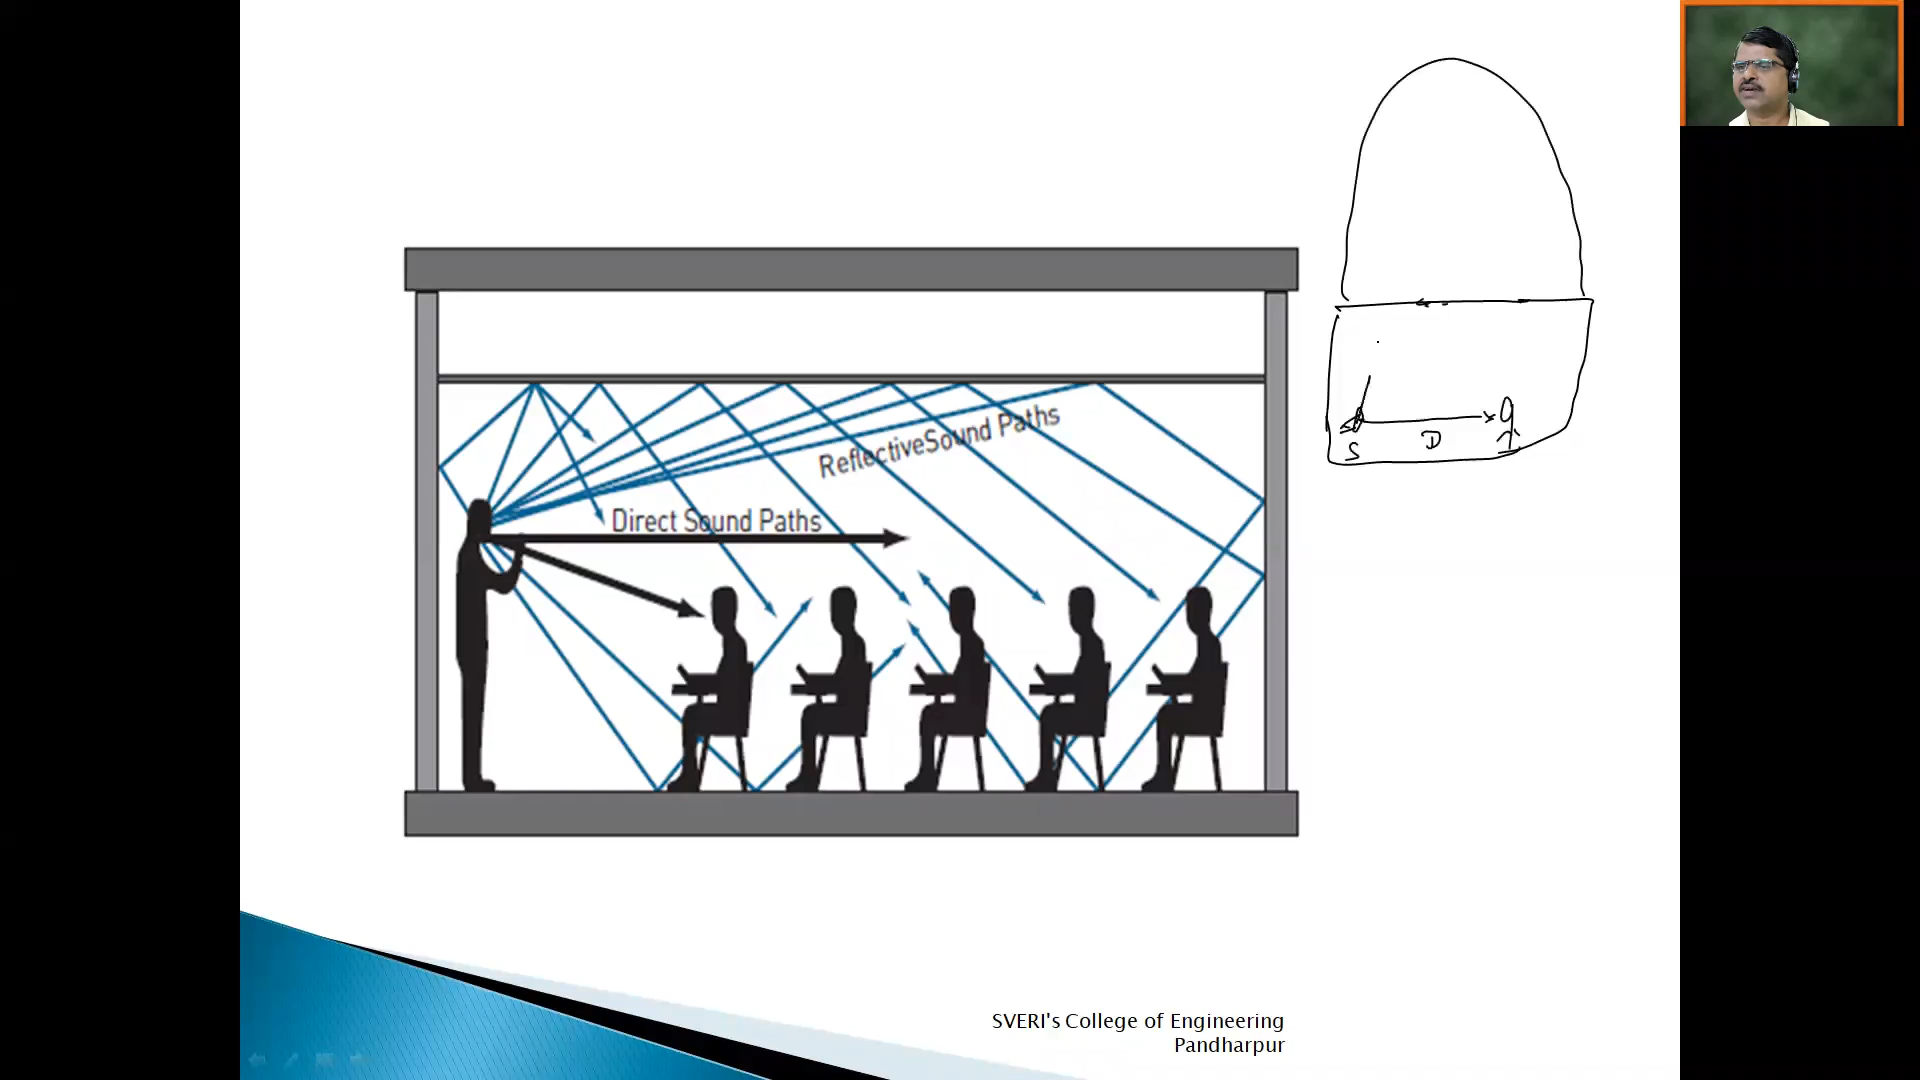 ReflectiveSound Paths
Direct Sound Paths
S D
SVERI's College of Engineering
Pandharpur